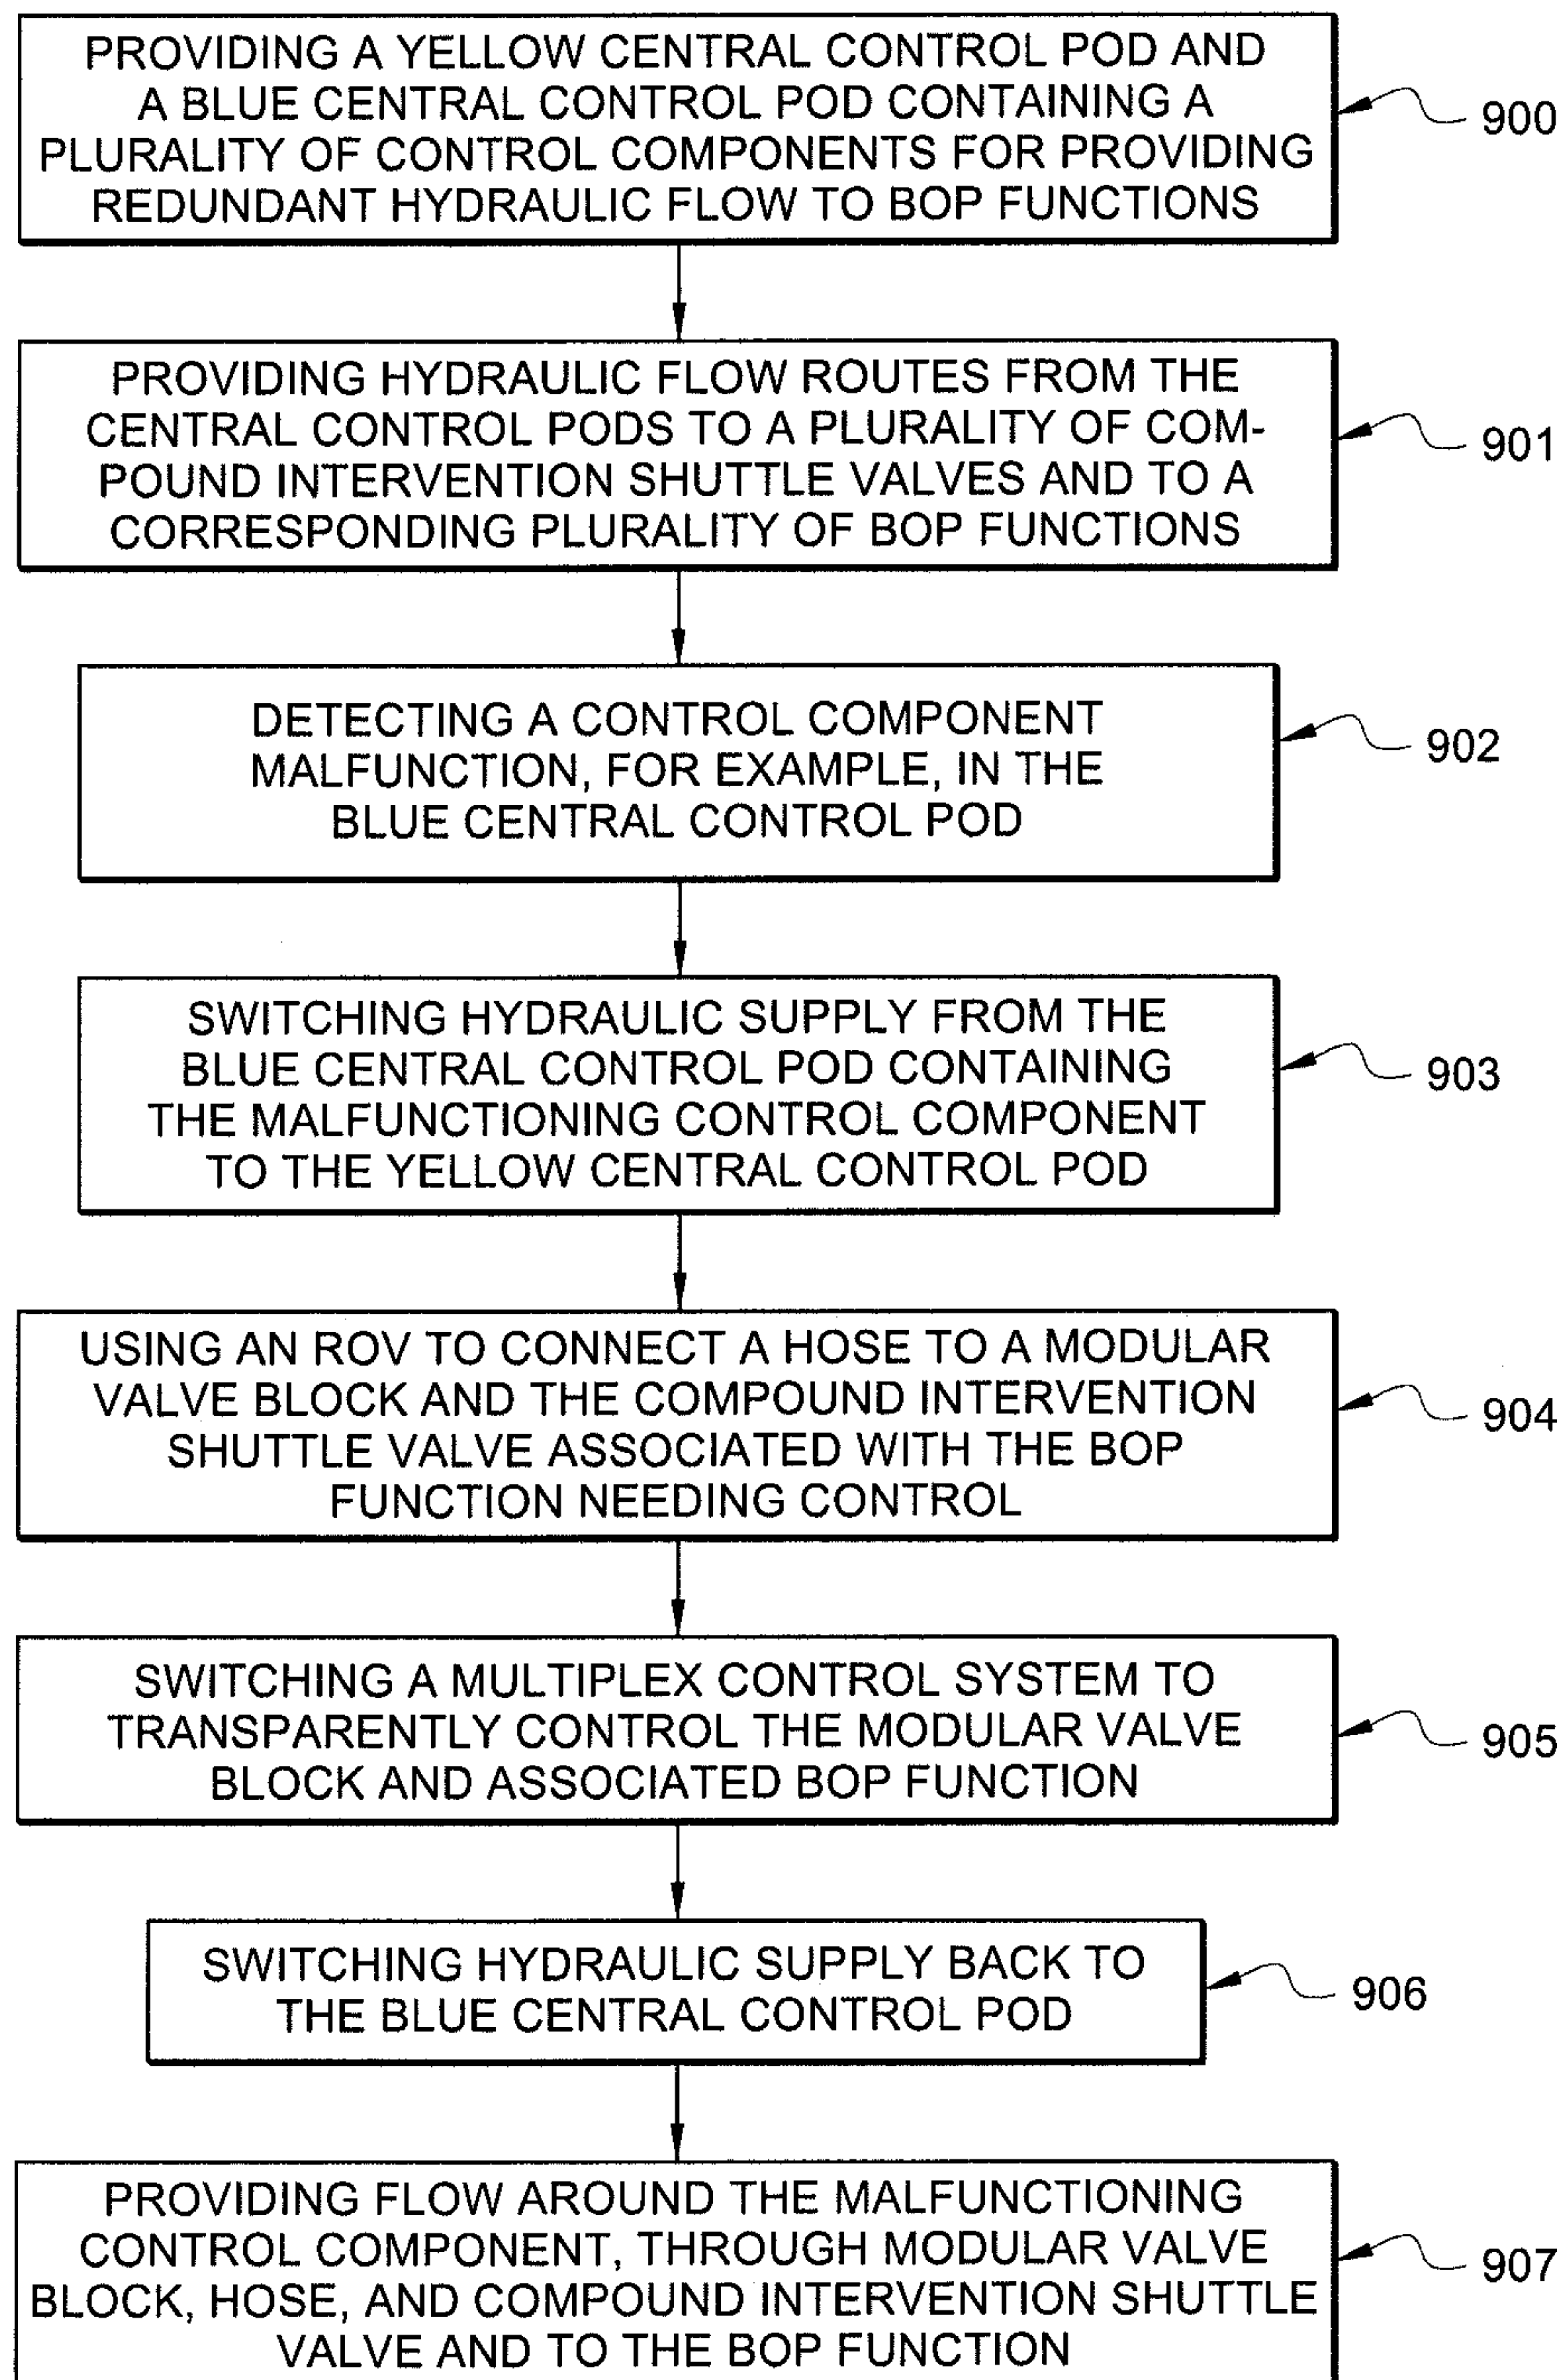 PROVIDING A YELLOW CENTRAL CONTROL POD AND
A BLUE CENTRAL CONTROL POD CONTAINING A
PLURALITY OF CONTROL COMPONENTS FOR PROVIDING
REDUNDANT HYDRAULIC FLOW TO BOP FUNCTIONS
900
PROVIDING HYDRAULIC FLOW ROUTES FROM THE
CENTRAL CONTROL PODS TO A PLURALITY OF COM-
POUND INTERVENTION SHUTTLE VALVES AND TO A
CORRESPONDING PLURALITY OF BOP FUNCTIONS
901
DETECTING A CONTROL COMPONENT
MALFUNCTION, FOR EXAMPLE, IN THE
BLUE CENTRAL CONTROL POD
902
SWITCHING HYDRAULIC SUPPLY FROM THE
BLUE CENTRAL CONTROL POD CONTAINING
THE MALFUNCTIONING CONTROL COMPONENT
TO THE YELLOW CENTRAL CONTROL POD
903
USING AN ROV TO CONNECT A HOSE TO A MODULAR
VALVE BLOCK AND THE COMPOUND INTERVENTION
SHUTTLE VALVE ASSOCIATED WITH THE BOP
FUNCTION NEEDING CONTROL
904
SWITCHING A MULTIPLEX CONTROL SYSTEM TO
TRANSPARENTLY CONTROL THE MODULAR VALVE
BLOCK AND ASSOCIATED BOP FUNCTION
905
SWITCHING HYDRAULIC SUPPLY BACK TO
THE BLUE CENTRAL CONTROL POD
906
PROVIDING FLOW AROUND THE MALFUNCTIONING
CONTROL COMPONENT, THROUGH MODULAR VALVE
BLOCK, HOSE, AND COMPOUND INTERVENTION SHUTTLE
VALVE AND TO THE BOP FUNCTION
907